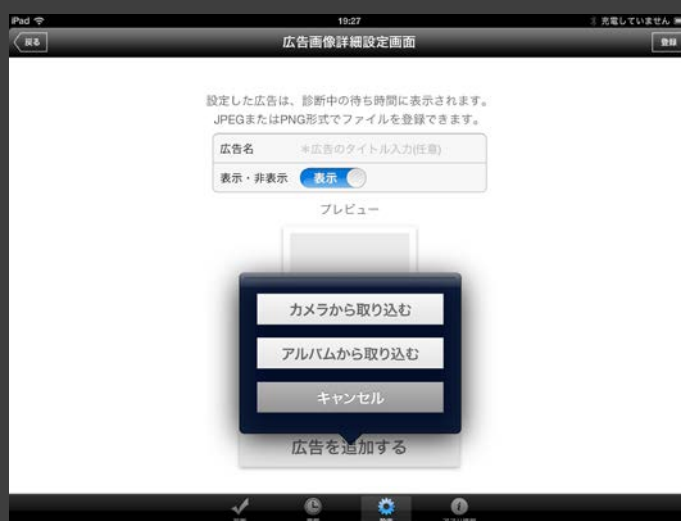 iPad
19:27
充電していません
戻る
広告画像詳細設定画面
登録
設定した広告は、診断中の待ち時間に表示されます。
JPEGまたはPNG形式でファイルを登録できます。
広告名 *広告のタイトル入力(任意)
表示・非表示 表示
プレビュー
カメラから取り込む
アルバムから取り込む
キャンセル
広告を追加する